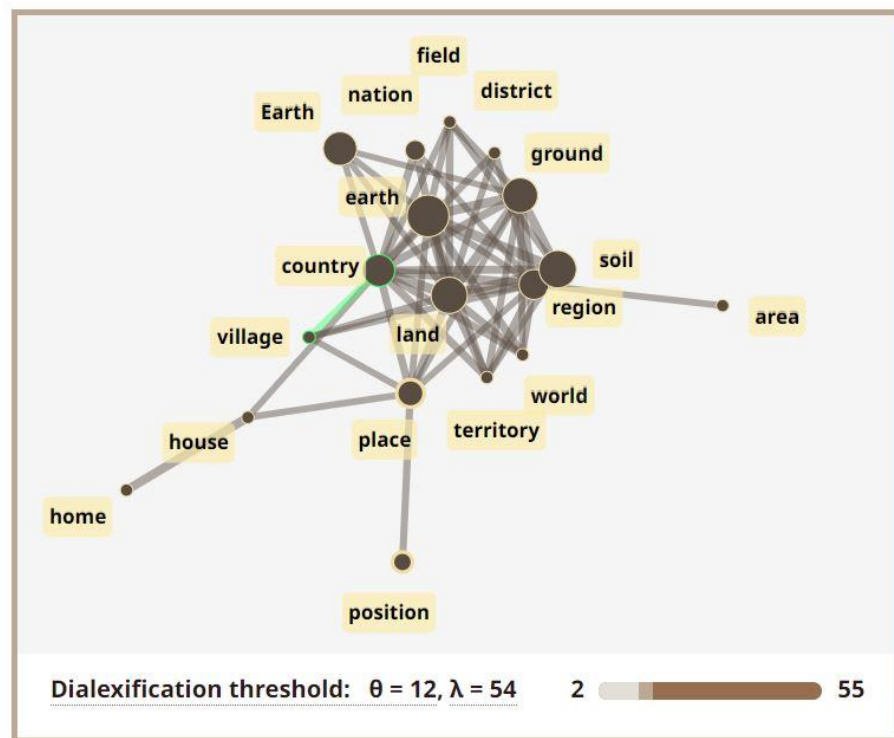 field
nation
district
Earth
ground
earth
country
soil
region
village
land
area
world
house
place
territory
home
position
Dialexification threshold: θ = 12, λ = 54 2 55